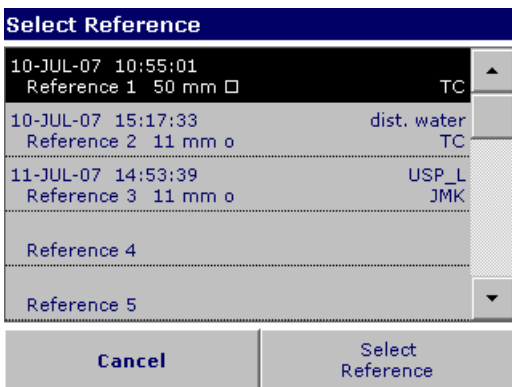 Select Reference
10-JUL-07 10:55:01
Reference 1 50 mm □ TC
10-JUL-07 15:17:33 dist. water
Reference 2 11 mm o TC
11-JUL-07 14:53:39 USP_L
Reference 3 11 mm o JMK
Reference 4
Reference 5
Cancel
Select
Reference